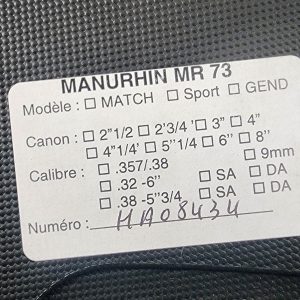 MANURHIN MR 73
Modèle : □ MATCH □ Sport □ GEND
Canon : □ 2"1/2 □ 2'3/4 ' □ 3" □ 4"
□ 4"1/4' □ 5"1/4 □ 6'' □ 8''
Calibre : □ .357/.38 □ 9mm
□ .32 -6'' □ SA □ DA
□ .38 -5"3/4 □ SA □ DA
Numéro : HA08434